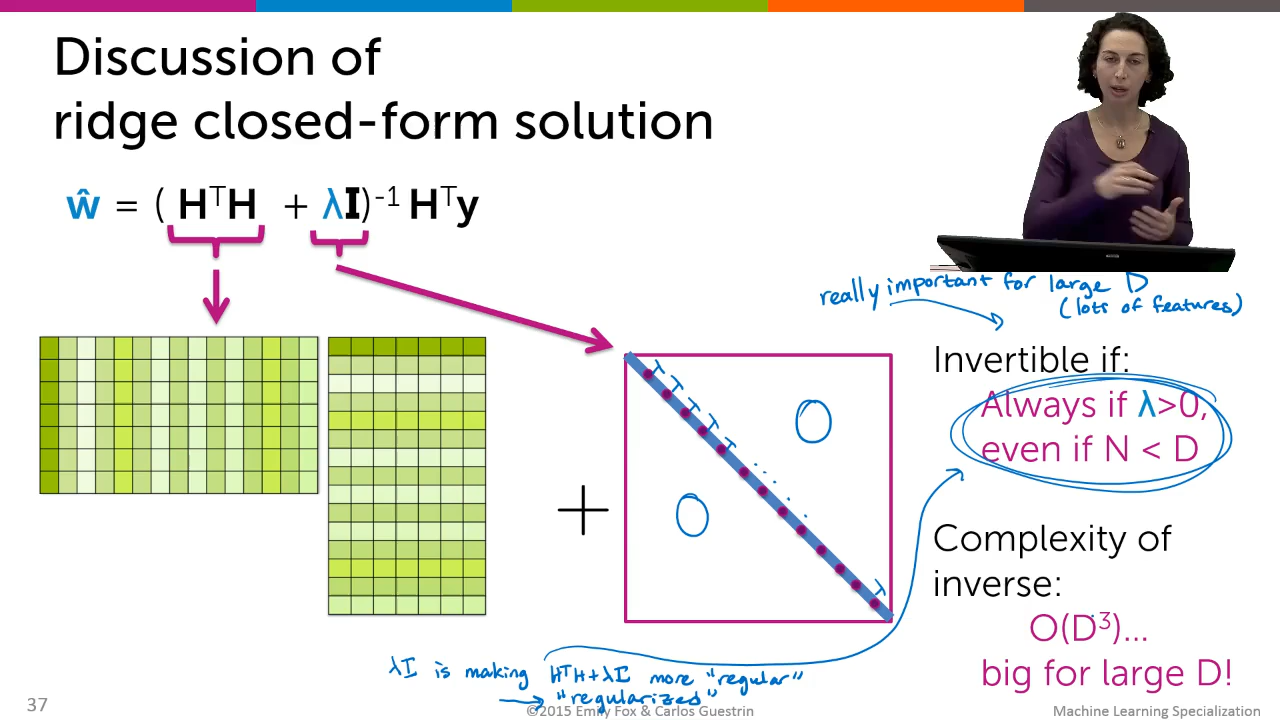 Discussion of
ridge closed-form solution
ŵ = ( HᵀH + λI)⁻¹ Hᵀy
really important for large D
(lots of features)
Invertible if:
Always if λ>0,
even if N < D
0
0
+
Complexity of
inverse:
O(D³)...
big for large D!
λI is making HᵀH+λI more "regular"
→ "regularized"
37
©2015 Emily Fox & Carlos Guestrin
Machine Learning Specialization